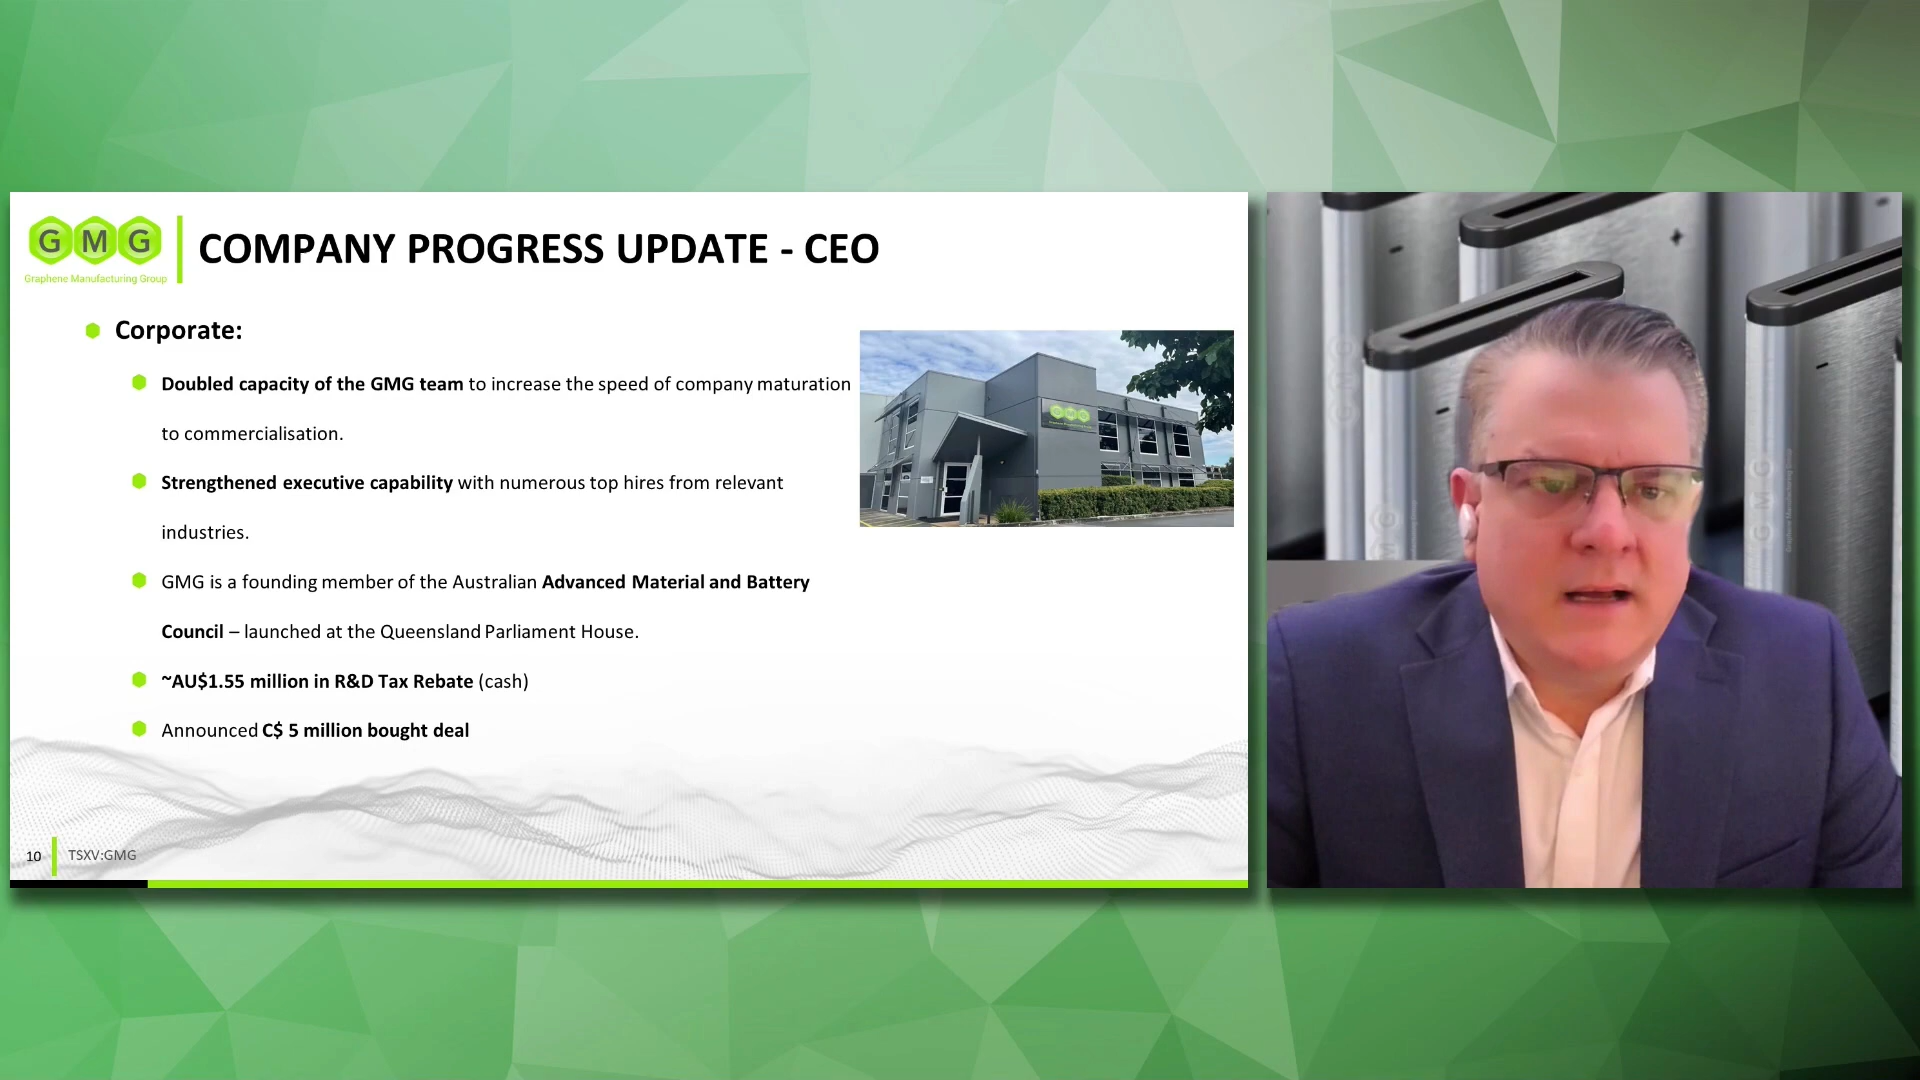 GMG
Graphene Manufacturing Group
COMPANY PROGRESS UPDATE - CEO
Corporate:
Doubled capacity of the GMG team to increase the speed of company maturation
to commercialisation.
Strengthened executive capability with numerous top hires from relevant
industries.
GMG is a founding member of the Australian Advanced Material and Battery
Council – launched at the Queensland Parliament House.
~AU$1.55 million in R&D Tax Rebate (cash)
Announced C$ 5 million bought deal
10
TSXV:GMG
GMG
GMG